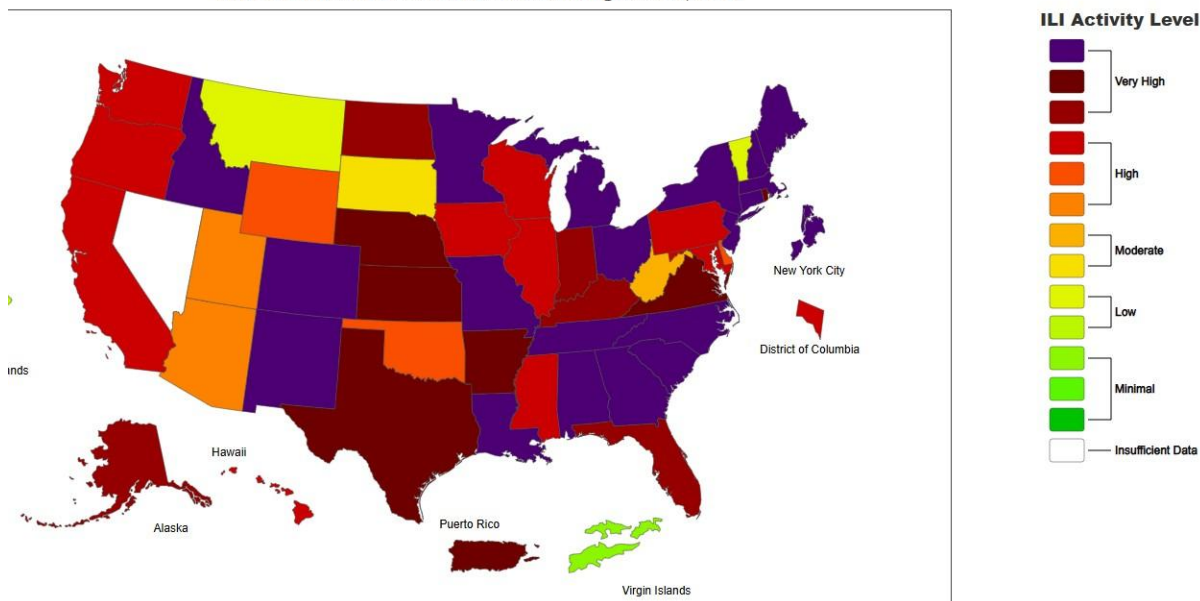 ILI Activity Level
Very High
High
Moderate
Low
Minimal
Insufficient Data
New York City
District of Columbia
ands
Hawaii
Alaska
Puerto Rico
Virgin Islands